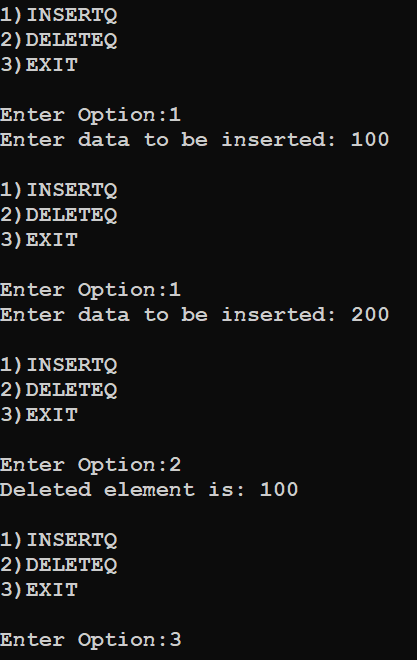 1)INSERTQ
2)DELETEQ
3)EXIT
Enter Option:1
Enter data to be inserted: 100
1)INSERTQ
2)DELETEQ
3)EXIT
Enter Option:1
Enter data to be inserted: 200
1)INSERTQ
2)DELETEQ
3)EXIT
Enter Option:2
Deleted element is: 100
1)INSERTQ
2)DELETEQ
3)EXIT
Enter Option:3